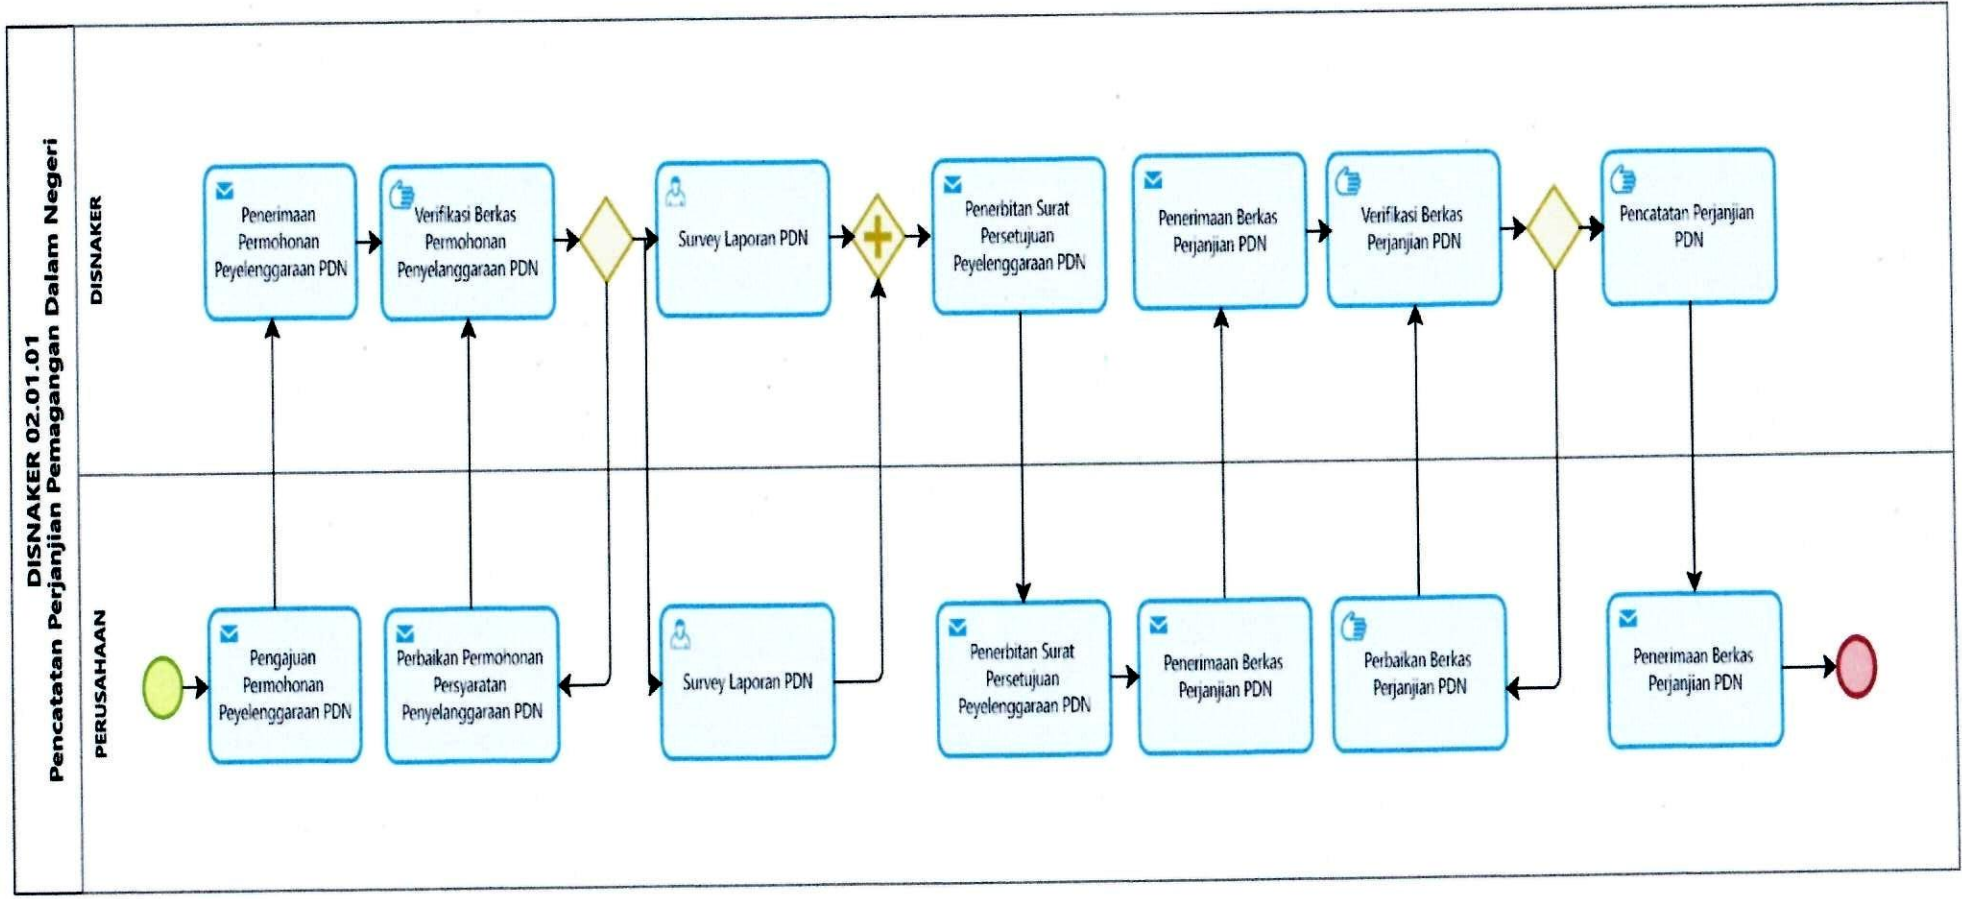 DISNAKER 02.01.01
Pencatatan Perjanjian Pemagangan Dalam Negeri
DISNAKER
Penerimaan
Permohonan
Peyelenggaraan PDN
Verifikasi Berkas
Permohonan
Penyelanggaraan PDN
Survey Laporan PDN
Penerbitan Surat
Persetujuan
Peyelenggaraan PDN
Penerimaan Berkas
Perjanjian PDN
Verifikasi Berkas
Perjanjian PDN
Pencatatan Perjanjian
PDN
PERUSAHAAN
Pengajuan
Permohonan
Peyelenggaraan PDN
Perbaikan Permohonan
Persyaratan
Penyelanggaraan PDN
Survey Laporan PDN
Penerbitan Surat
Persetujuan
Peyelenggaraan PDN
Penerimaan Berkas
Perjanjian PDN
Perbaikan Berkas
Perjanjian PDN
Penerimaan Berkas
Perjanjian PDN